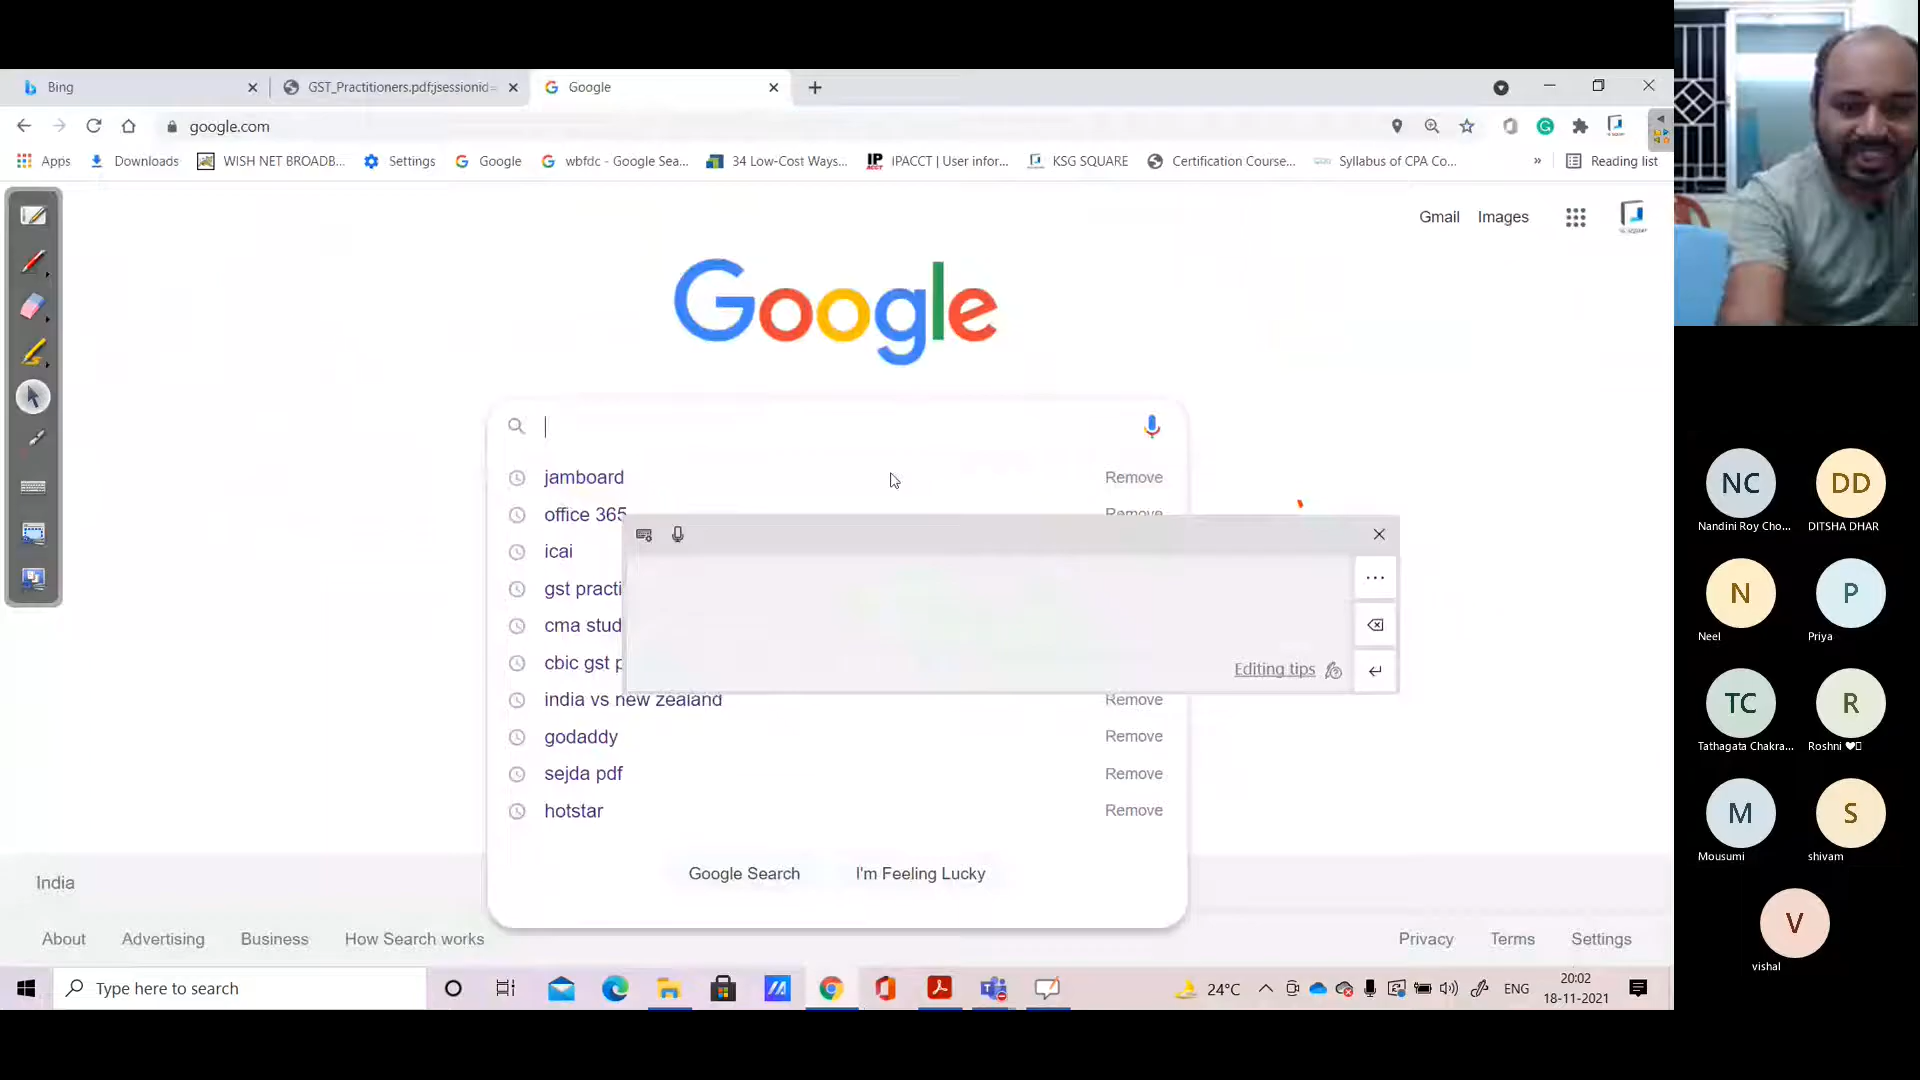 Bing
GST_Practitioners.pdf;jsessionid=
Google
google.com
Apps
Downloads
WISH NET BROADB...
Settings
Google
wbfdc - Google Sea...
34 Low-Cost Ways...
IP ACCT
IPACCT | User infor...
KSG SQUARE
Certification Course...
Syllabus of CPA Co...
»
Reading list
Gmail
Images
Google
jamboard
Remove
office 365
Remove
icai
gst practi
cma stud
cbic gst p
india vs new zealand
Remove
godaddy
Remove
sejda pdf
Remove
hotstar
Remove
Editing tips
Google Search
I'm Feeling Lucky
India
About
Advertising
Business
How Search works
Privacy
Terms
Settings
Type here to search
24°C
ENG
20:02
18-11-2021
NC
Nandini Roy Cho...
DD
DITSHA DHAR
N
Neel
P
Priya
TC
Tathagata Chakra...
R
Roshni ❤
M
Mousumi
S
shivam
V
vishal